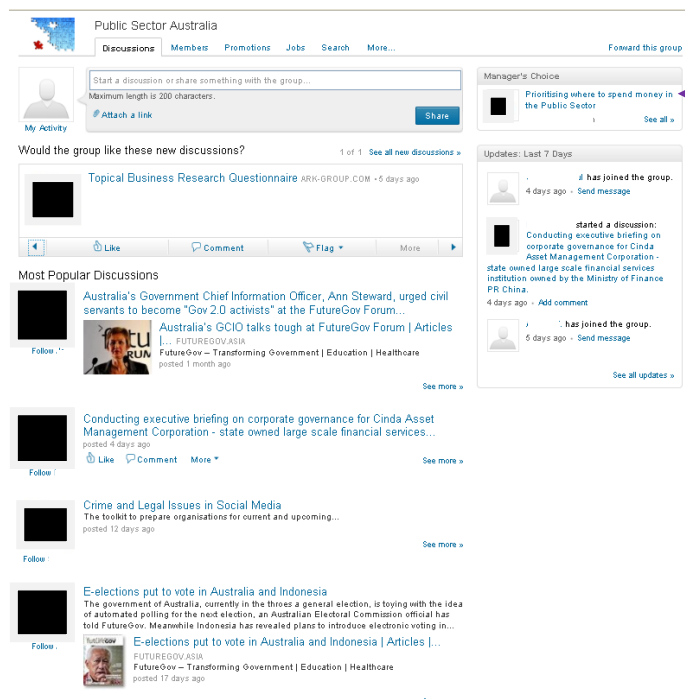 Public Sector Australia
Discussions Members Promotions Jobs Search More... Forward this group
Start a discussion or share something with the group...
Maximum length is 200 characters.
Attach a link
Share
My Activity
Manager's Choice
Prioritising where to spend money in
the Public Sector
See all »
Would the group like these new discussions?
1 of 1 See all new discussions »
Topical Business Research Questionnaire ARK-GROUP.COM • 5 days ago
Like Comment Flag More
Updates: Last 7 Days
has joined the group.
4 days ago • Send message
started a discussion:
Conducting executive briefing on
corporate governance for Cinda
Asset Management Corporation -
state owned large scale financial services
institution owned by the Ministry of Finance
PR China.
4 days ago • Add comment
has joined the group.
5 days ago • Send message
See all updates »
Most Popular Discussions
Australia's Government Chief Information Officer, Ann Steward, urged civil
servants to become "Gov 2.0 activists" at the FutureGov Forum...
Follow
Australia's GCIO talks tough at FutureGov Forum | Articles
|... FUTUREGOV.ASIA
FutureGov – Transforming Government | Education | Healthcare
posted 1 month ago
See more »
Conducting executive briefing on corporate governance for Cinda Asset
Management Corporation - state owned large scale financial services...
posted 4 days ago
Like Comment More
See more »
Follow
Crime and Legal Issues in Social Media
The toolkit to prepare organisations for current and upcoming...
posted 12 days ago
See more »
Follow
E-elections put to vote in Australia and Indonesia
The government of Australia, currently in the throes a general election, is toying with the idea
of automated polling for the next election, an Australian Electoral Commission official has
told FutureGov. Meanwhile Indonesia has revealed plans to introduce electronic voting in...
Follow
E-elections put to vote in Australia and Indonesia | Articles |...
FUTUREGOV.ASIA
FutureGov – Transforming Government | Education | Healthcare
posted 17 days ago